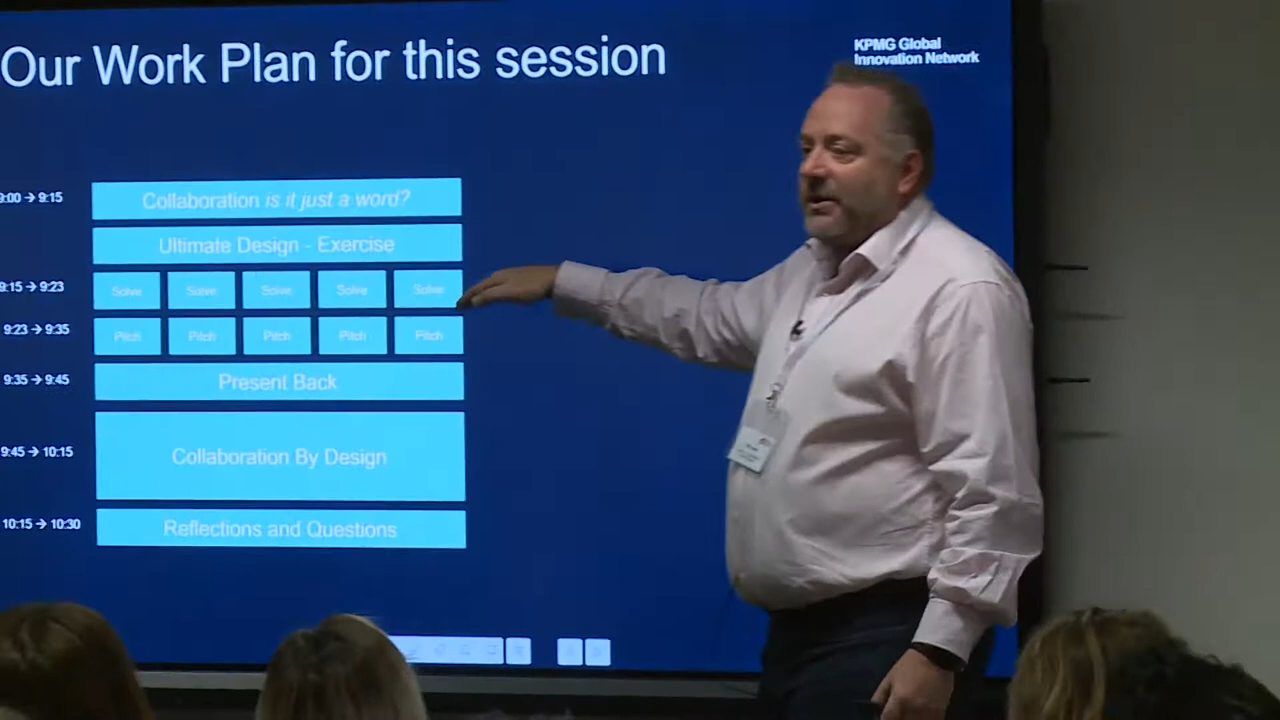 Our Work Plan for this session
KPMG Global
Innovation Network
9:00 → 9:15
Collaboration is it just a word?
Ultimate Design - Exercise
9:15 → 9:23
Solve Solve Solve Solve Solve
9:23 → 9:35
Pitch Pitch Pitch Pitch Pitch
9:35 → 9:45
Present Back
9:45 → 10:15
Collaboration By Design
10:15 → 10:30
Reflections and Questions